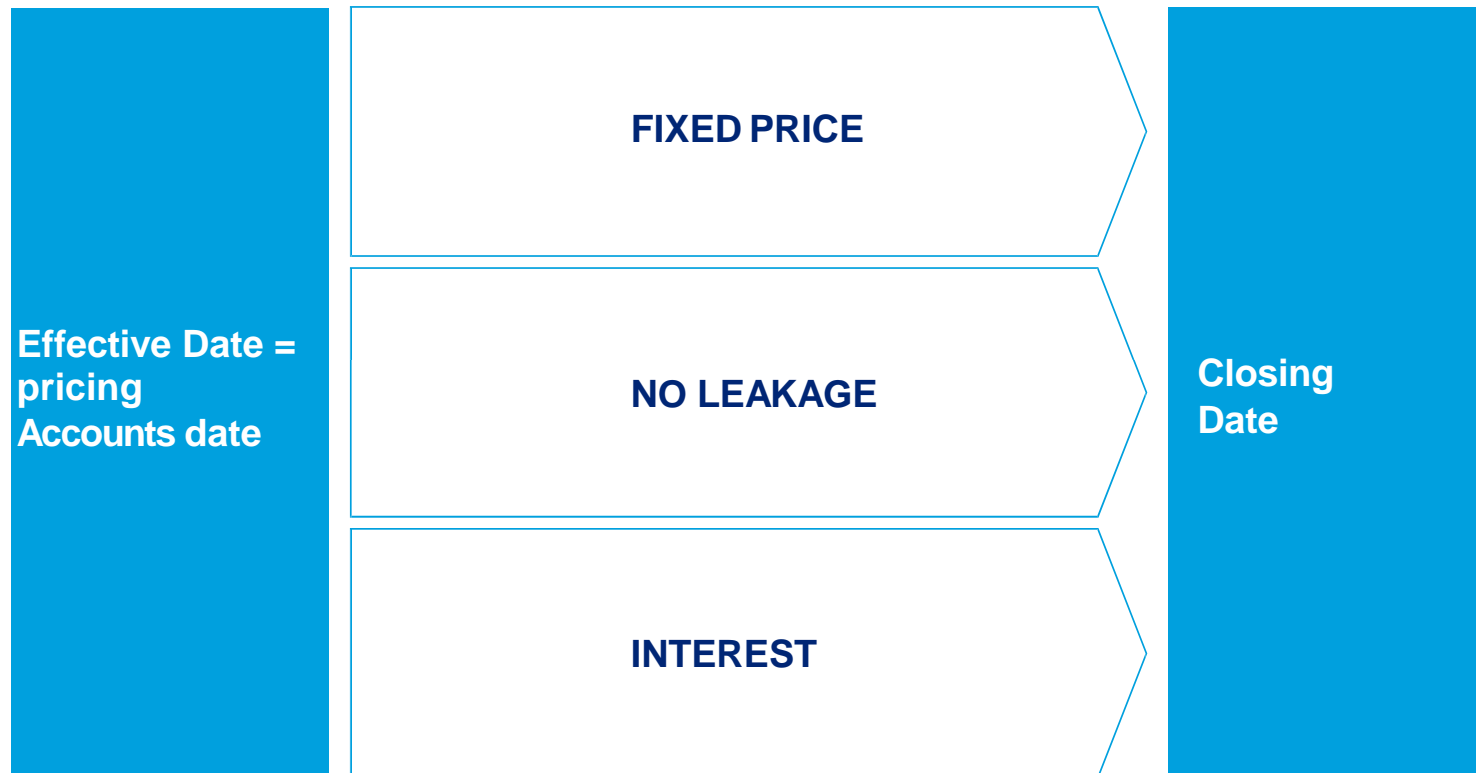 Effective Date =
pricing
Accounts date
FIXED PRICE
NO LEAKAGE
INTEREST
Closing
Date